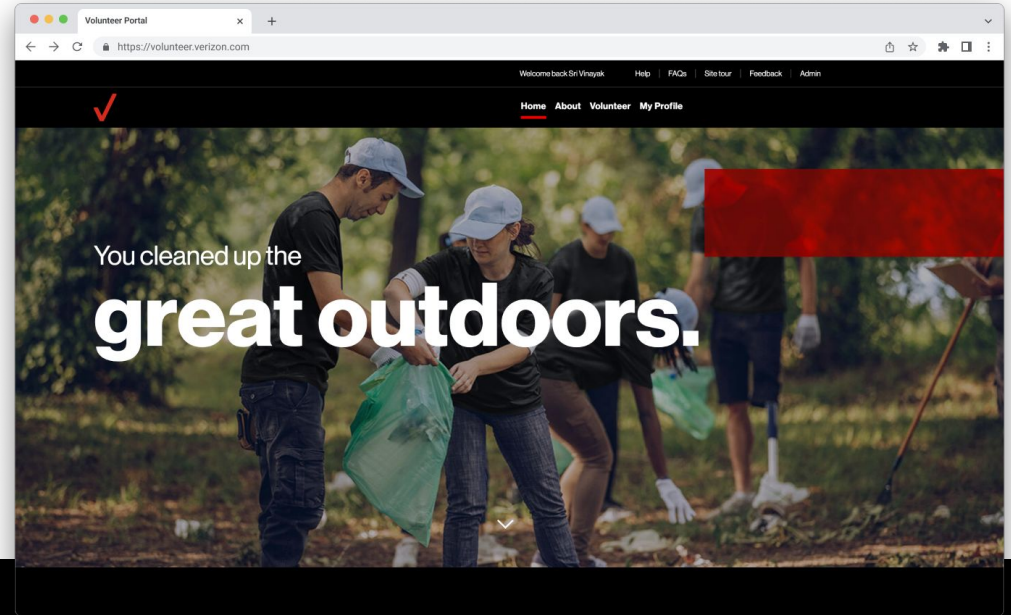 Volunteer Portal
https://volunteer.verizon.com
Welcome back Sri Vinayak Help FAQs Site tour Feedback Admin
Home About Volunteer My Profile
You cleaned up the
great outdoors.